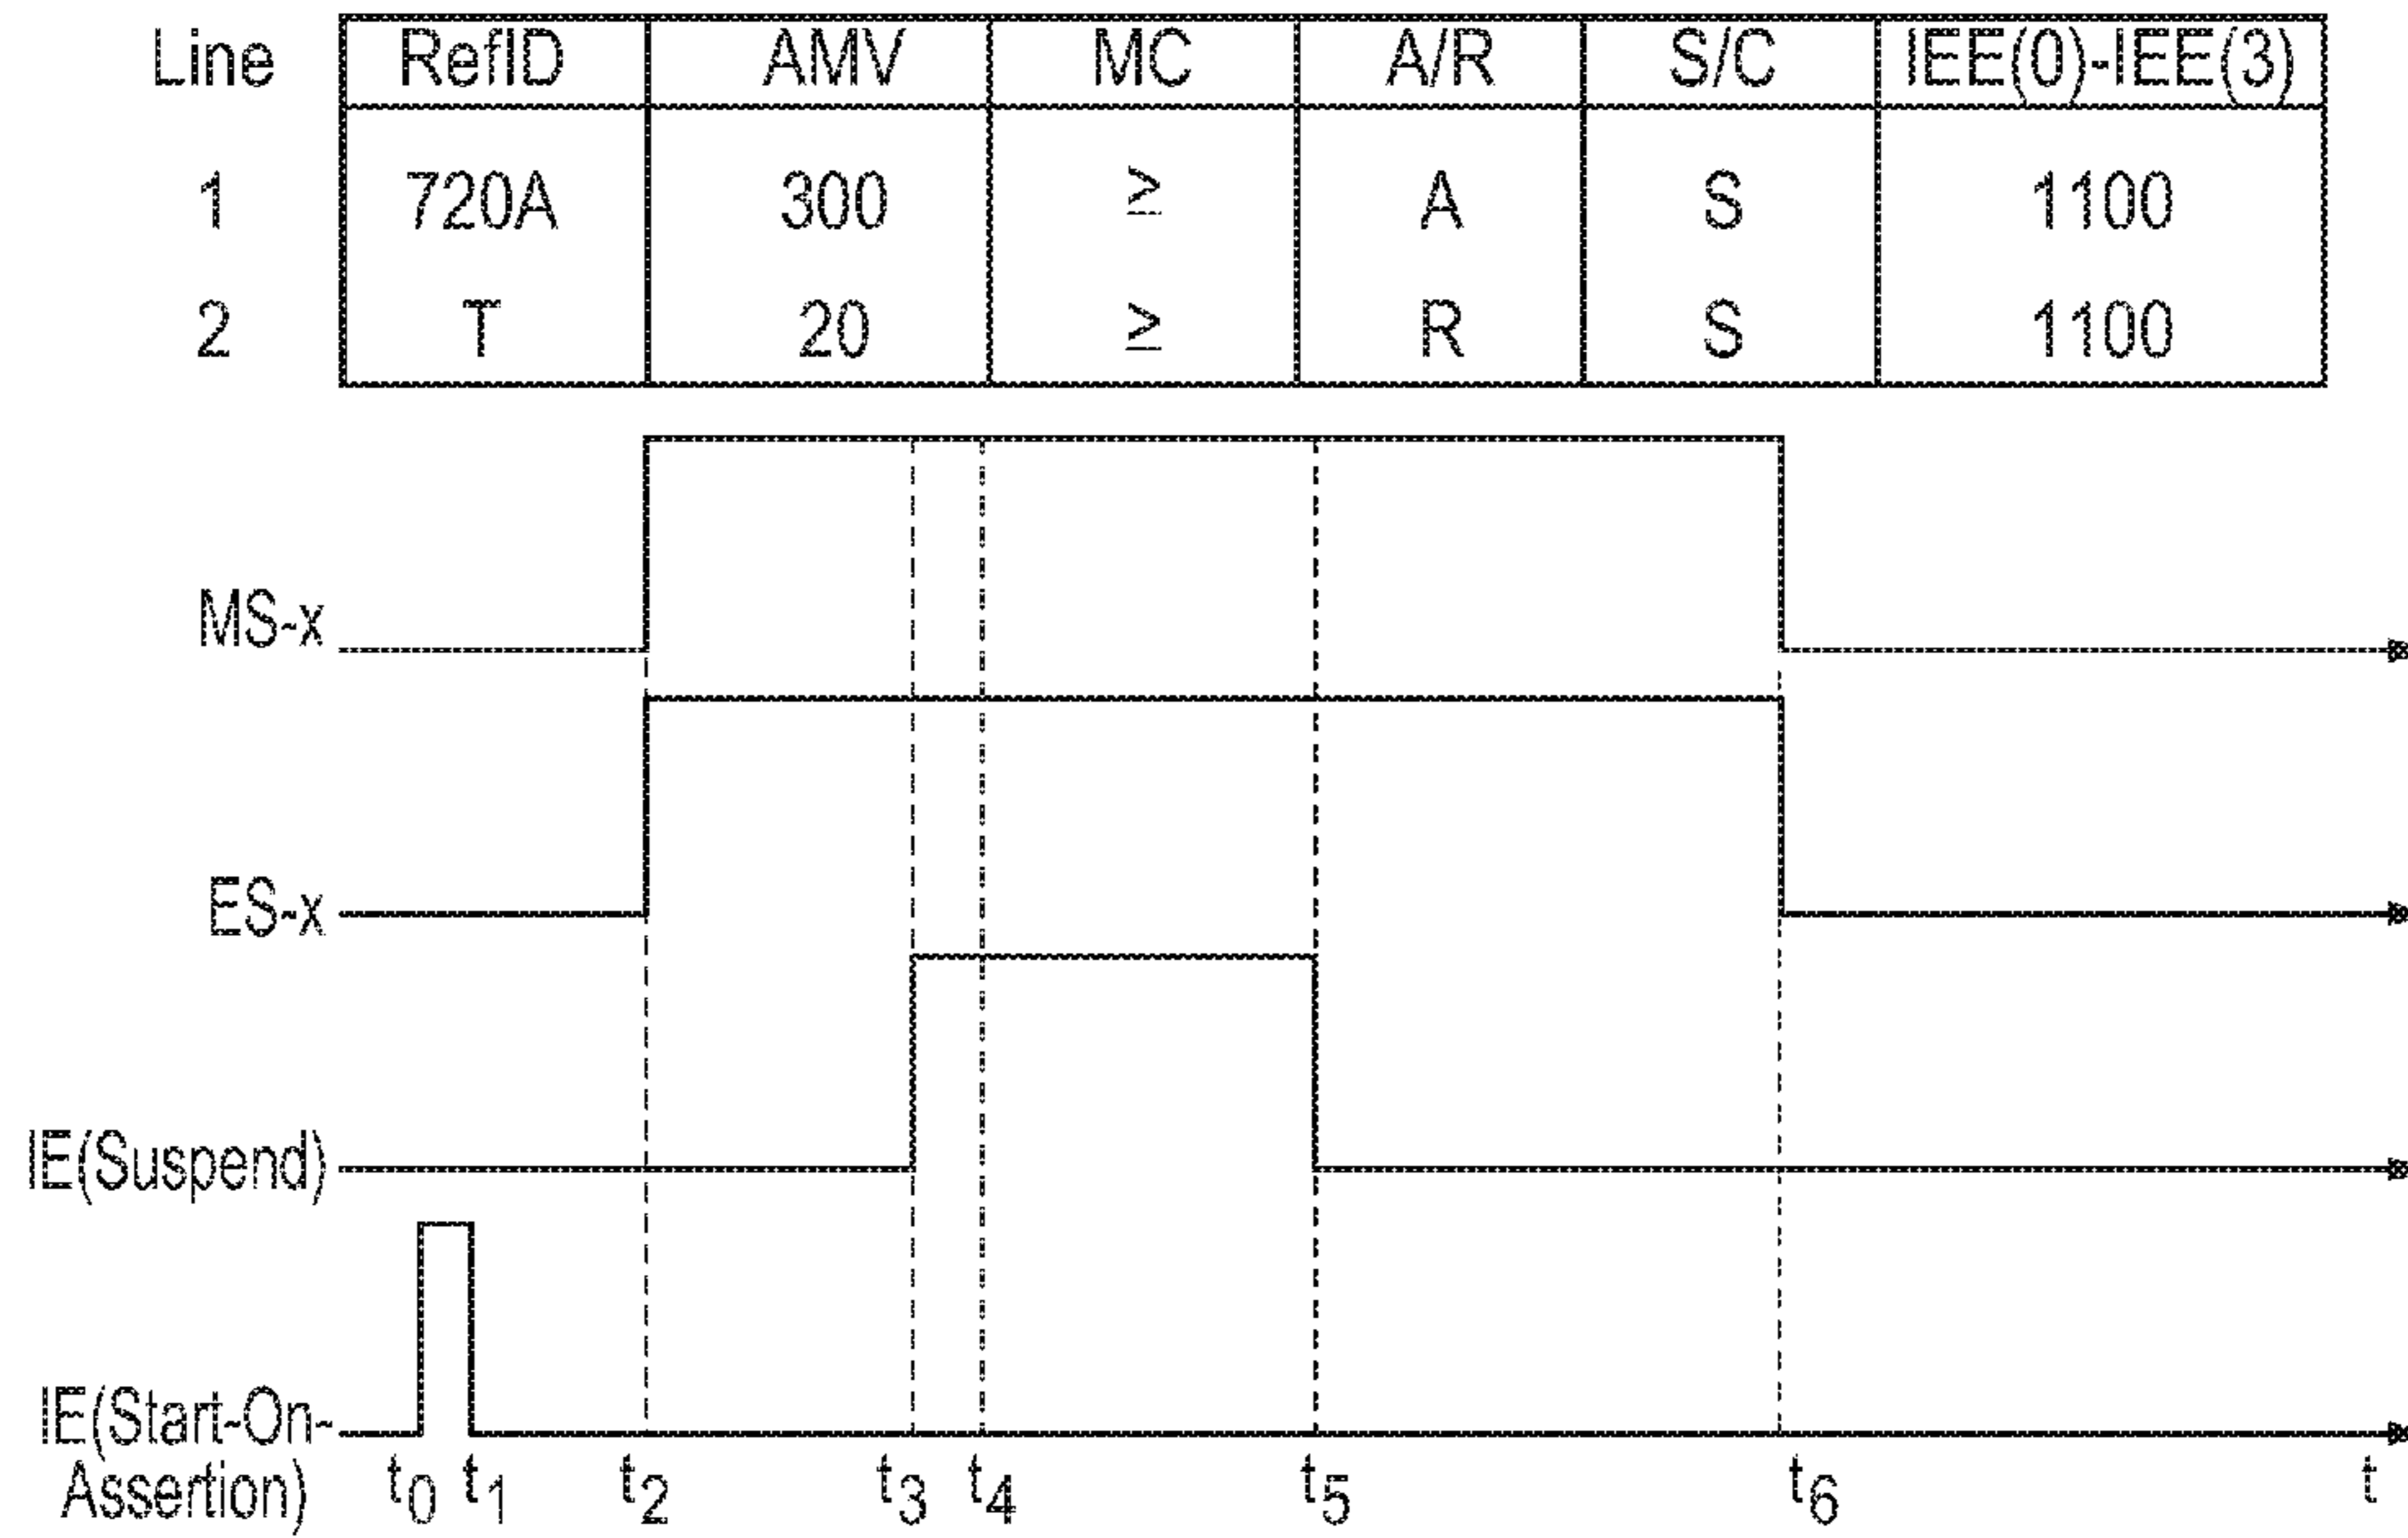 Line RefID AMV MC A/R S/C IEE(0)-IEE(3)
1 720A 300 ≥ A S 1100
2 T 20 ≥ R S 1100
MS-x
ES-x
IE(Suspend)
IE(Start-On-
Assertion)
t0 t1 t2 t3 t4 t5 t6 t